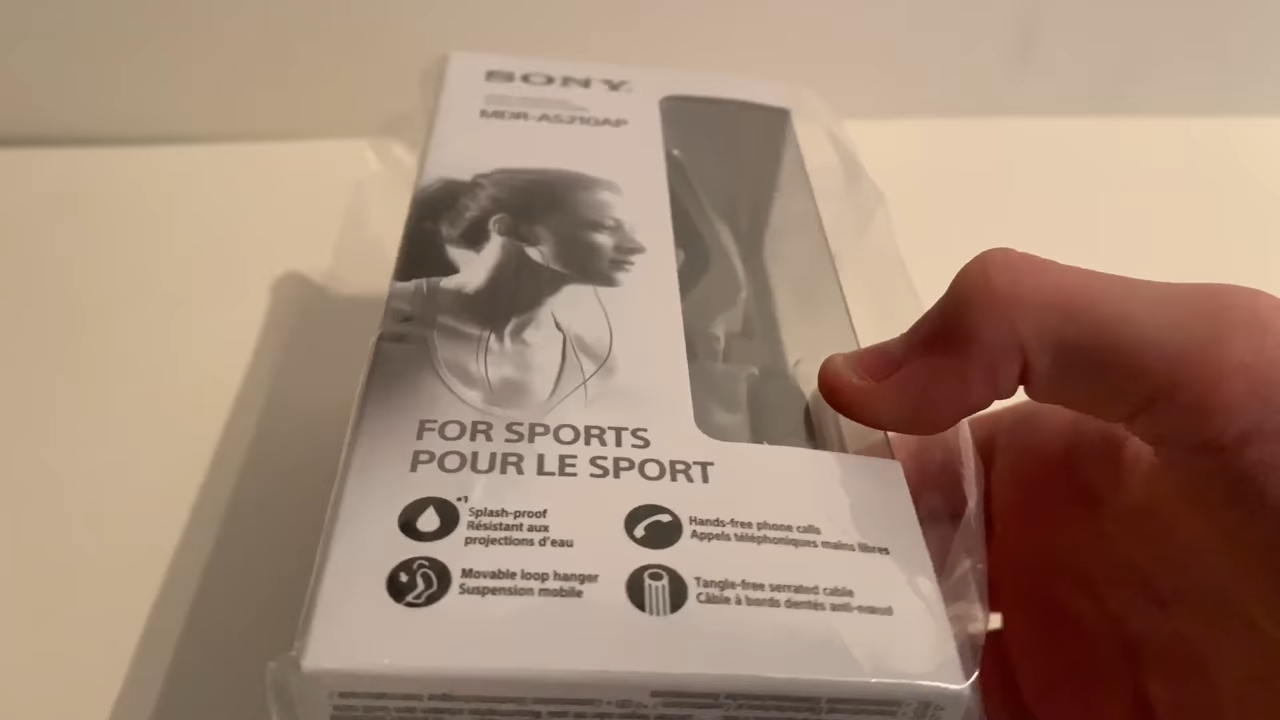 SONY
MDR-AS210AP
FOR SPORTS
POUR LE SPORT
*1
Splash-proof
Résistant aux
projections d'eau
Hands-free phone calls
Appels téléphoniques mains libres
Movable loop hanger
Suspension mobile
Tangle-free serrated cable
Câble à bords dentés anti-nœud